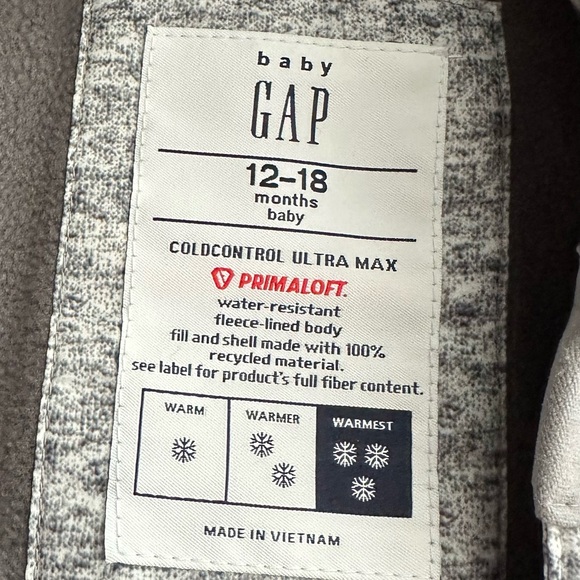 baby
GAP
12–18
months
baby
COLDCONTROL ULTRA MAX
PRIMALOFT.
water-resistant
fleece-lined body
fill and shell made with 100%
recycled material.
see label for product's full fiber content.
WARM
WARMER
WARMEST
MADE IN VIETNAM